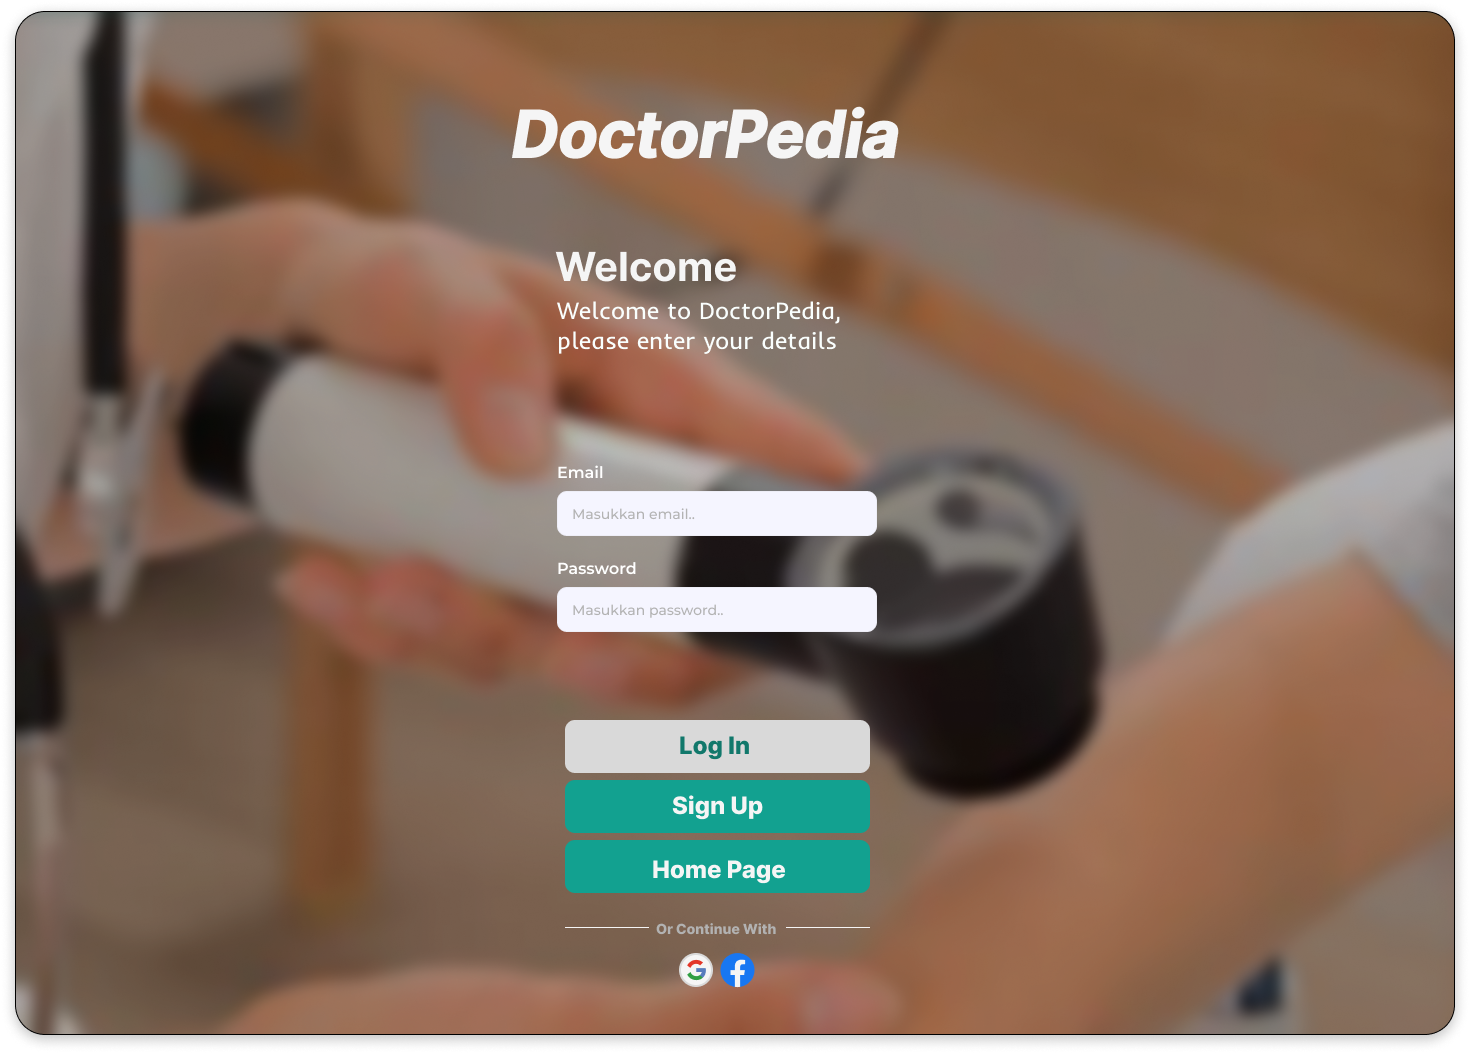 DoctorPedia
Welcome
Welcome to DoctorPedia,
please enter your details
Email
Masukkan email..
Password
Masukkan password..
Log In
Sign Up
Home Page
Or Continue With